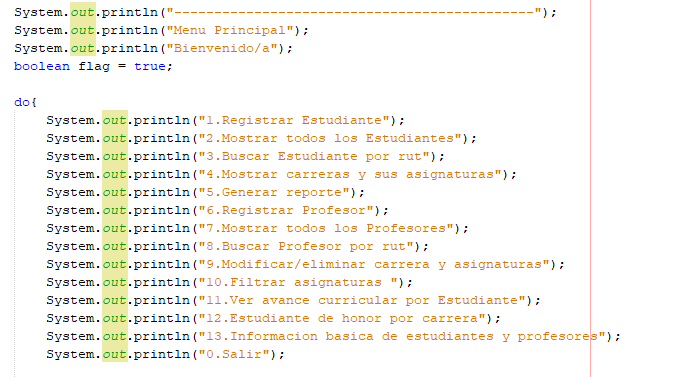 System.out.println("---------------------------------------------");
System.out.println("Menu Principal");
System.out.println("Bienvenido/a");
boolean flag = true;
do{
System.out.println("1.Registrar Estudiante");
System.out.println("2.Mostrar todos los Estudiantes");
System.out.println("3.Buscar Estudiante por rut");
System.out.println("4.Mostrar carreras y sus asignaturas");
System.out.println("5.Generar reporte");
System.out.println("6.Registrar Profesor");
System.out.println("7.Mostrar todos los Profesores");
System.out.println("8.Buscar Profesor por rut");
System.out.println("9.Modificar/eliminar carrera y asignaturas");
System.out.println("10.Filtrar asignaturas ");
System.out.println("11.Ver avance curricular por Estudiante");
System.out.println("12.Estudiante de honor por carrera");
System.out.println("13.Informacion basica de estudiantes y profesores");
System.out.println("0.Salir");